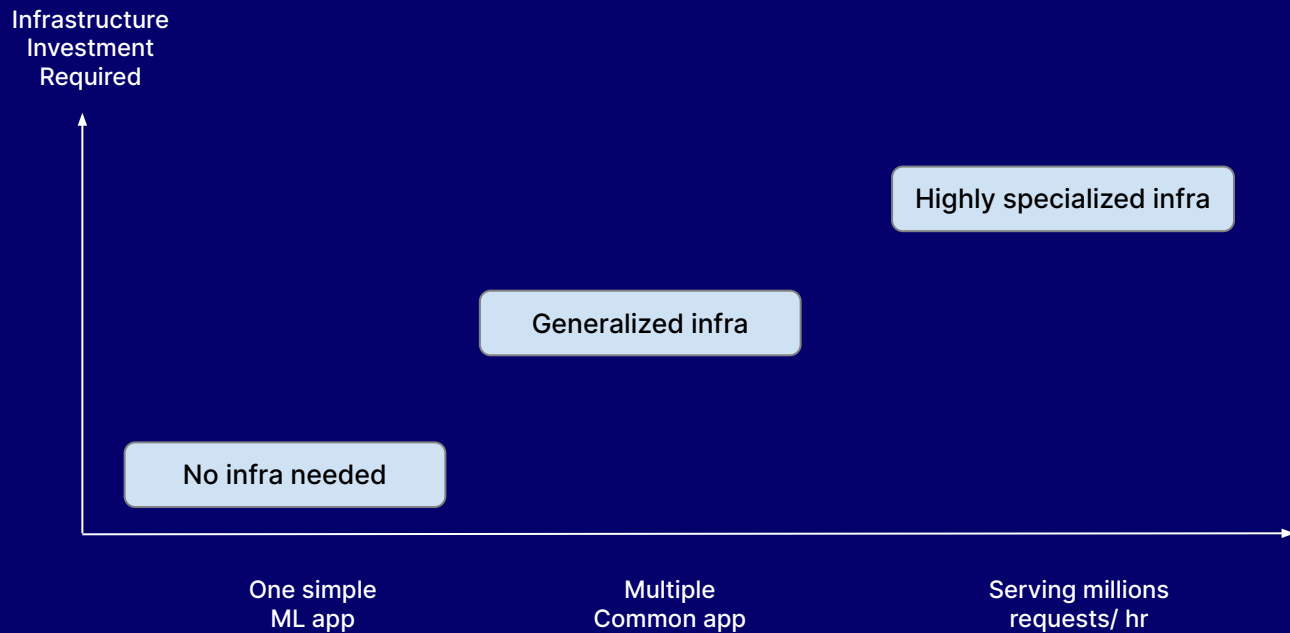 Infrastructure
Investment
Required
Highly specialized infra
Generalized infra
No infra needed
One simple
ML app
Multiple
Common app
Serving millions
requests/ hr